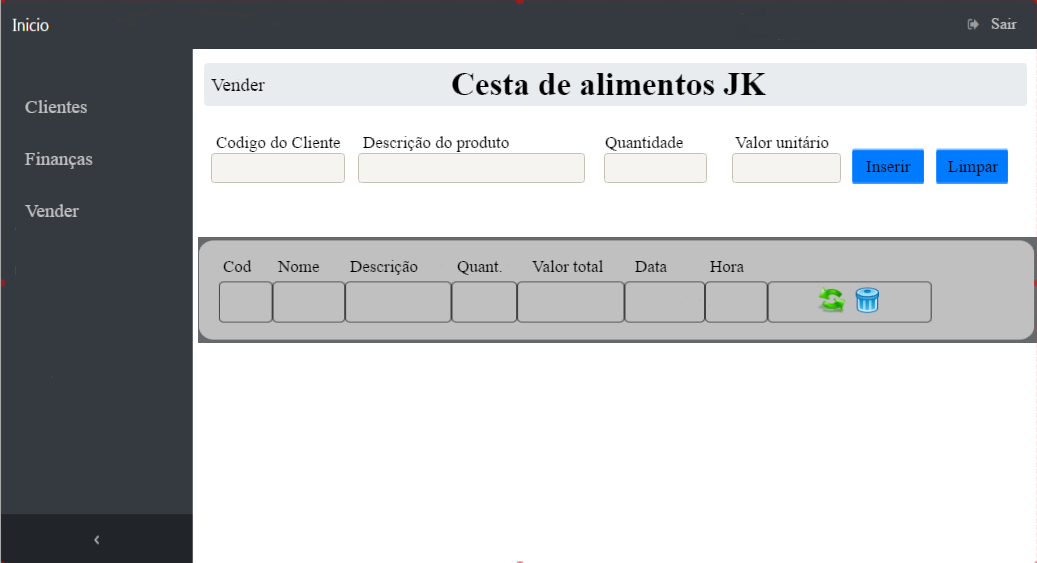 Inicio Sair
Vender Cesta de alimentos JK
Clientes
Finanças
Vender
Codigo do Cliente Descrição do produto Quantidade Valor unitário
Inserir Limpar
Cod Nome Descrição Quant. Valor total Data Hora